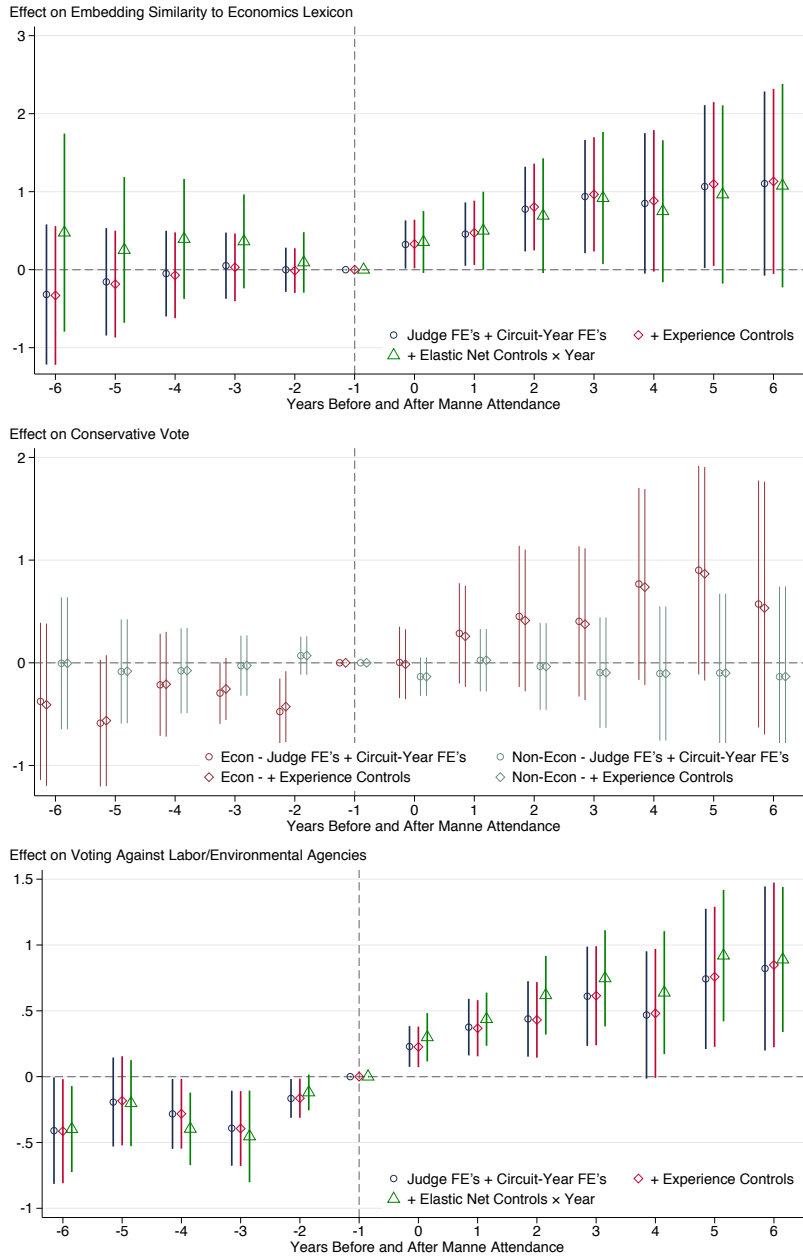 Effect on Embedding Similarity to Economics Lexicon
3
2
1
0
-1
Judge FE's + Circuit-Year FE's + Experience Controls
+ Elastic Net Controls × Year
-6 -5 -4 -3 -2 -1 0 1 2 3 4 5 6
Years Before and After Manne Attendance
Effect on Conservative Vote
2
1
0
-1
Econ - Judge FE's + Circuit-Year FE's Non-Econ - Judge FE's + Circuit-Year FE's
Econ - + Experience Controls Non-Econ - + Experience Controls
-6 -5 -4 -3 -2 -1 0 1 2 3 4 5 6
Years Before and After Manne Attendance
Effect on Voting Against Labor/Environmental Agencies
1.5
1
.5
0
-.5
-1
Judge FE's + Circuit-Year FE's + Experience Controls
+ Elastic Net Controls × Year
-6 -5 -4 -3 -2 -1 0 1 2 3 4 5 6
Years Before and After Manne Attendance